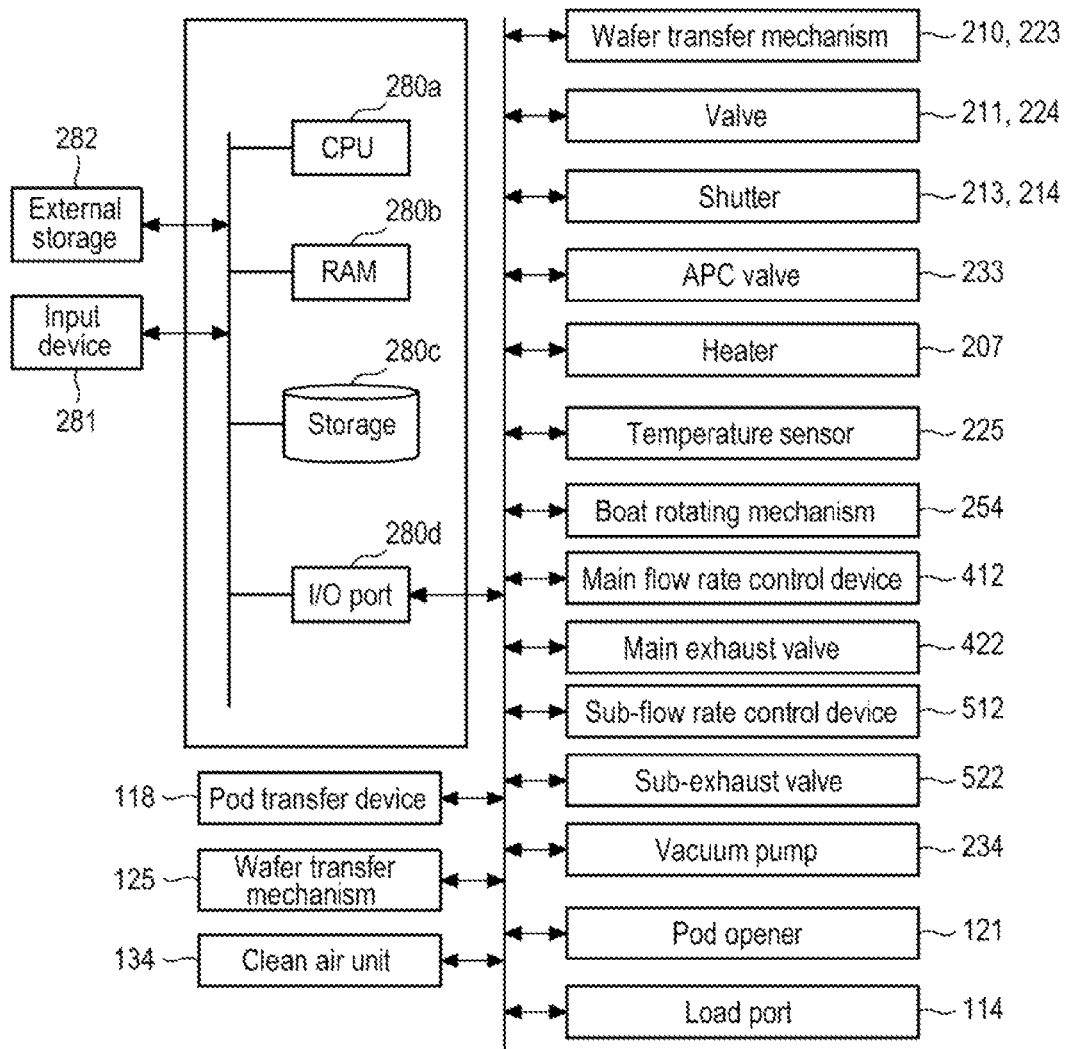 282
External
storage
Input
device
281
280a
CPU
280b
RAM
280c
Storage
280d
I/O port
118
Pod transfer device
125
Wafer transfer
mechanism
134
Clean air unit
Wafer transfer mechanism
210, 223
Valve
211, 224
Shutter
213, 214
APC valve
233
Heater
207
Temperature sensor
225
Boat rotating mechanism
254
Main flow rate control device
412
Main exhaust valve
422
Sub-flow rate control device
512
Sub-exhaust valve
522
Vacuum pump
234
Pod opener
121
Load port
114